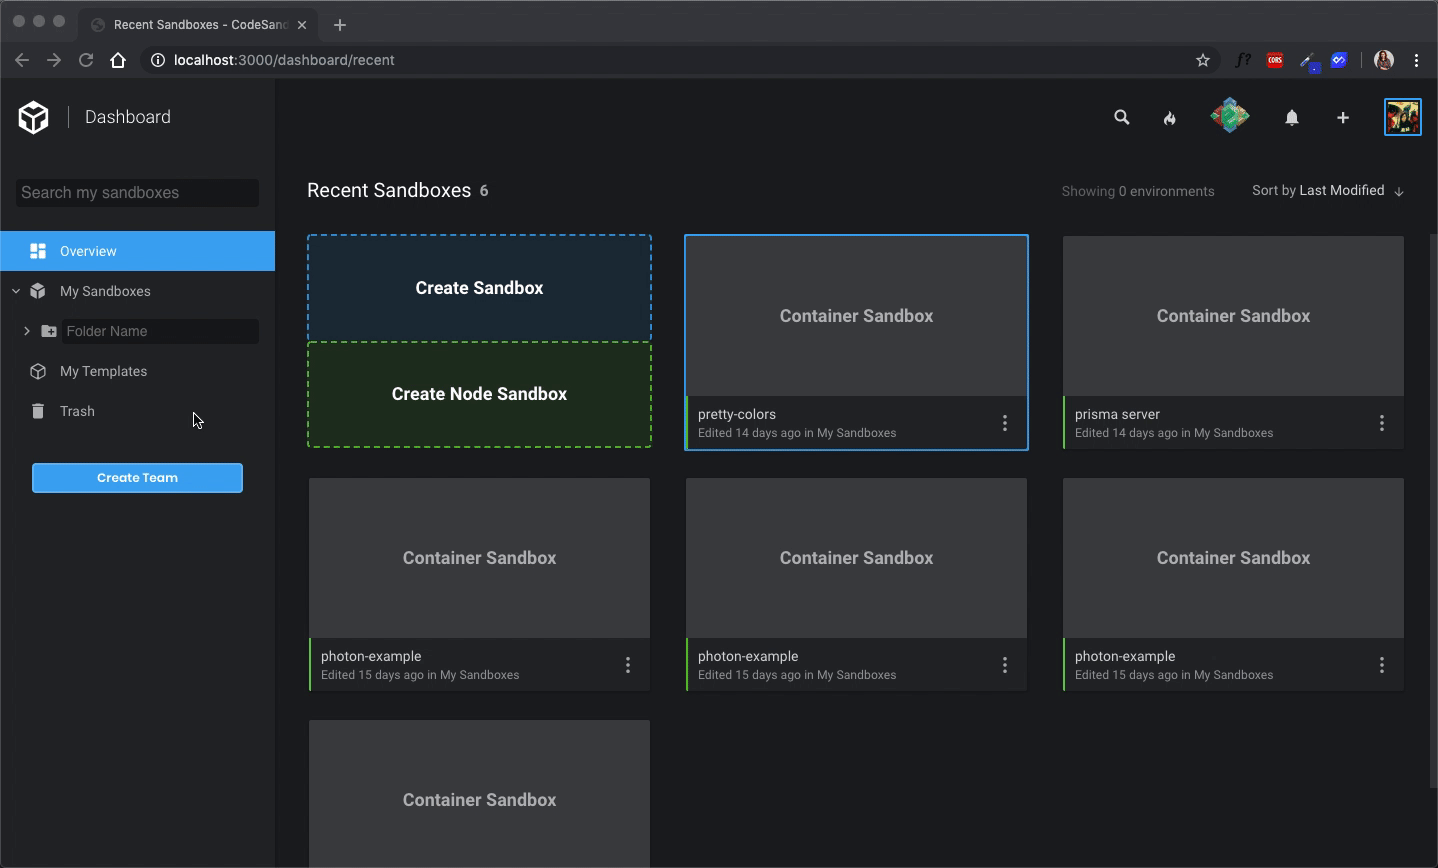 Recent Sandboxes - CodeSand
localhost:3000/dashboard/recent
f?
CORS
Dashboard
Search my sandboxes
Recent Sandboxes 6
Showing 0 environments
Sort by Last Modified
Overview
My Sandboxes
Folder Name
My Templates
Trash
Create Team
Create Sandbox
Create Node Sandbox
Container Sandbox
pretty-colors
Edited 14 days ago in My Sandboxes
Container Sandbox
prisma server
Edited 14 days ago in My Sandboxes
Container Sandbox
photon-example
Edited 15 days ago in My Sandboxes
Container Sandbox
photon-example
Edited 15 days ago in My Sandboxes
Container Sandbox
photon-example
Edited 15 days ago in My Sandboxes
Container Sandbox